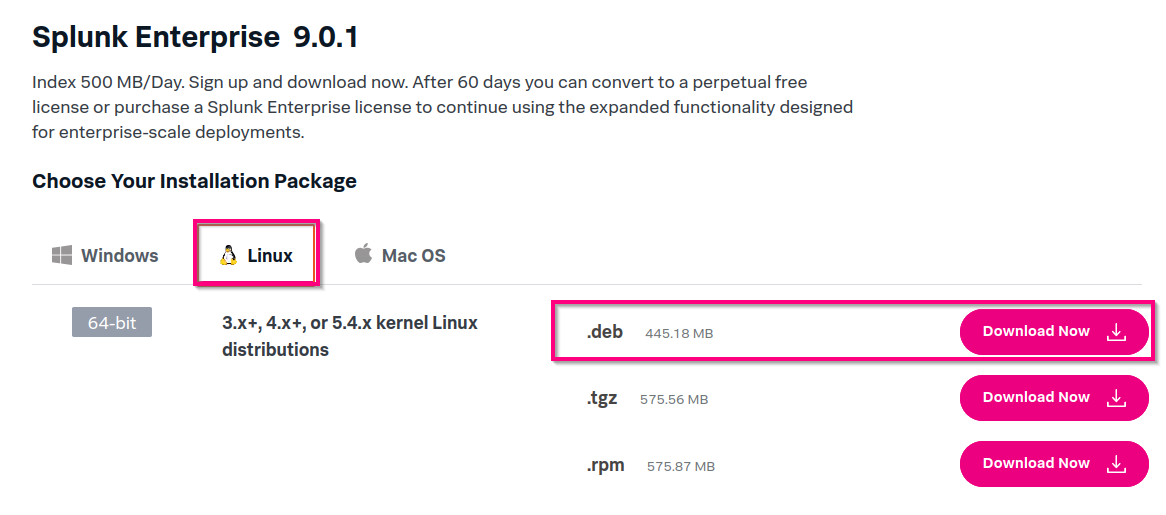 Splunk Enterprise 9.0.1
Index 500 MB/Day. Sign up and download now. After 60 days you can convert to a perpetual free
license or purchase a Splunk Enterprise license to continue using the expanded functionality designed
for enterprise-scale deployments.
Choose Your Installation Package
Windows Linux Mac OS
64-bit 3.x+, 4.x+, or 5.4.x kernel Linux
distributions
.deb 445.18 MB Download Now
.tgz 575.56 MB Download Now
.rpm 575.87 MB Download Now